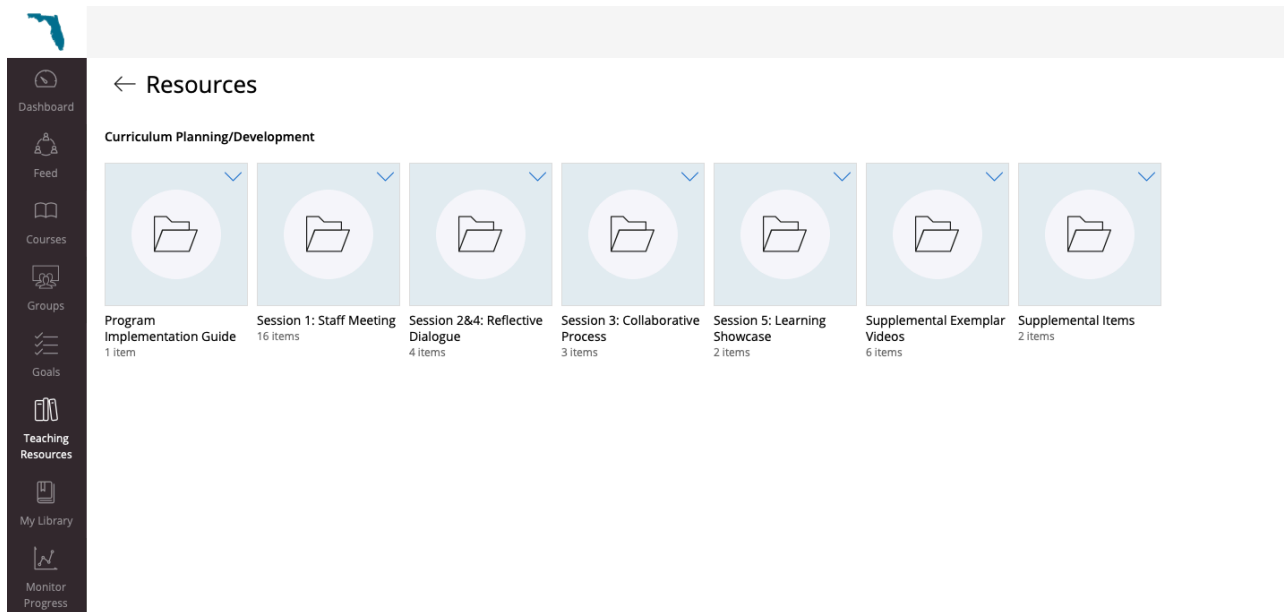 Resources
Curriculum Planning/Development
Program
Implementation Guide
1 item
Session 1: Staff Meeting
16 items
Session 2&4: Reflective
Dialogue
4 items
Session 3: Collaborative
Process
3 items
Session 5: Learning
Showcase
2 items
Supplemental Exemplar
Videos
6 items
Supplemental Items
2 items
Dashboard
Feed
Courses
Groups
Goals
Teaching
Resources
My Library
Monitor
Progress